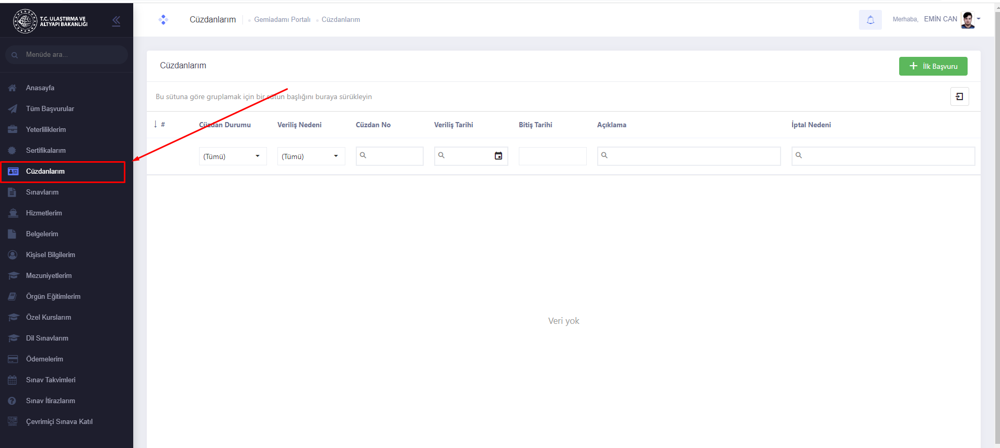 T.C. ULAŞTIRMA VE
ALTYAPI BAKANLIĞI
Cüzdanlarım
Gemiadamı Portalı
Cüzdanlarım
Merhaba, EMİN CAN
Menüde ara...
Anasayfa
Tüm Başvurular
Yeterliliklerim
Sertifikalarım
Cüzdanlarım
Sınavlarım
Hizmetlerim
Belgelerim
Kişisel Bilgilerim
Mezuniyetlerim
Örgün Eğitimlerim
Özel Kurslarım
Dil Sınavlarım
Ödemelerim
Sınav Takvimleri
Sınav İtirazlarım
Çevrimiçi Sınava Katıl
Cüzdanlarım
İlk Başvuru
Bu sütuna göre gruplamak için bir sütun başlığını buraya sürükleyin
# Cüzdan Durumu Veriliş Nedeni Cüzdan No Veriliş Tarihi Bitiş Tarihi Açıklama İptal Nedeni
(Tümü) (Tümü)
Veri yok